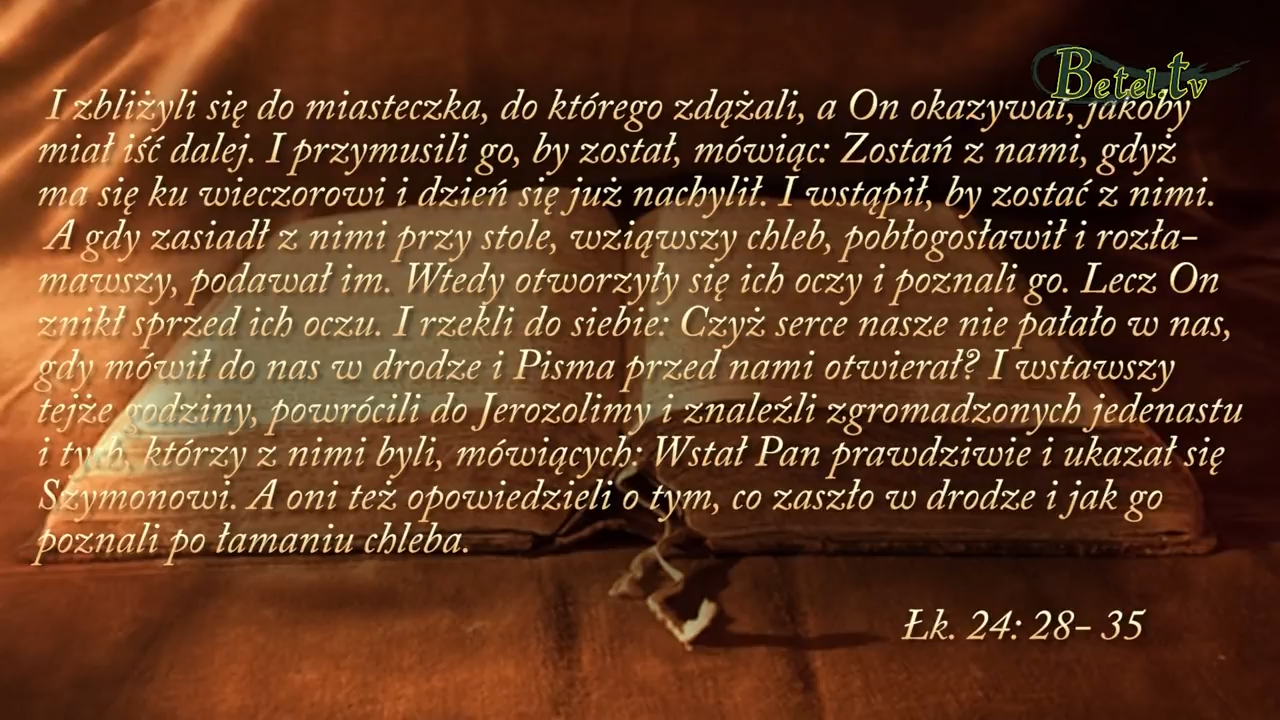 Betel.tv
I zbliżyli się do miasteczka, do którego zdążali, a On okazywał, jakoby
miał iść dalej. I przymusili go, by został, mówiąc: Zostań z nami, gdyż
ma się ku wieczorowi i dzień się już nachylił. I wstąpił, by zostać z nimi.
A gdy zasiadł z nimi przy stole, wziąwszy chleb, pobłogosławił i rozła-
mawszy, podawał im. Wtedy otworzyły się ich oczy i poznali go. Lecz On
znikł sprzed ich oczu. I rzekli do siebie: Czyż serce nasze nie pałało w nas,
gdy mówił do nas w drodze i Pisma przed nami otwierał? I wstawszy
tejże godziny, powrócili do Jerozolimy i znaleźli zgromadzonych jedenastu
i tych, którzy z nimi byli, mówiących: Wstał Pan prawdziwie i ukazał się
Szymonowi. A oni też opowiedzieli o tym, co zaszło w drodze i jak go
poznali po łamaniu chleba.
Łk. 24: 28- 35